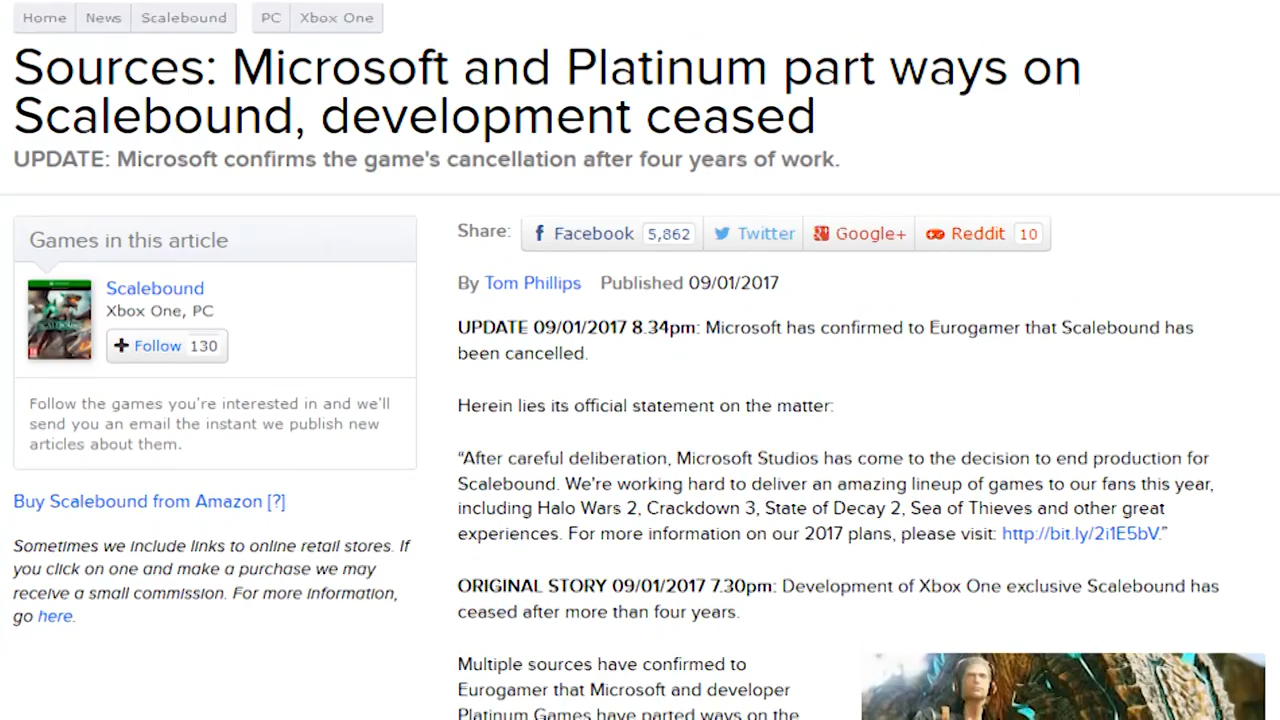 Home News Scalebound PC Xbox One
Sources: Microsoft and Platinum part ways on
Scalebound, development ceased
UPDATE: Microsoft confirms the game's cancellation after four years of work.
Games in this article
Scalebound
Xbox One, PC
Follow 130
Follow the games you're interested in and we'll
send you an email the instant we publish new
articles about them.
Buy Scalebound from Amazon [?]
Sometimes we include links to online retail stores. If
you click on one and make a purchase we may
receive a small commission. For more information,
go here.
Share: Facebook 5,862 Twitter Google+ Reddit 10
By Tom Phillips Published 09/01/2017
UPDATE 09/01/2017 8.34pm: Microsoft has confirmed to Eurogamer that Scalebound has
been cancelled.
Herein lies its official statement on the matter:
“After careful deliberation, Microsoft Studios has come to the decision to end production for
Scalebound. We're working hard to deliver an amazing lineup of games to our fans this year,
including Halo Wars 2, Crackdown 3, State of Decay 2, Sea of Thieves and other great
experiences. For more information on our 2017 plans, please visit: http://bit.ly/2i1E5bV.”
ORIGINAL STORY 09/01/2017 7.30pm: Development of Xbox One exclusive Scalebound has
ceased after more than four years.
Multiple sources have confirmed to
Eurogamer that Microsoft and developer
Platinum Games have parted ways on the